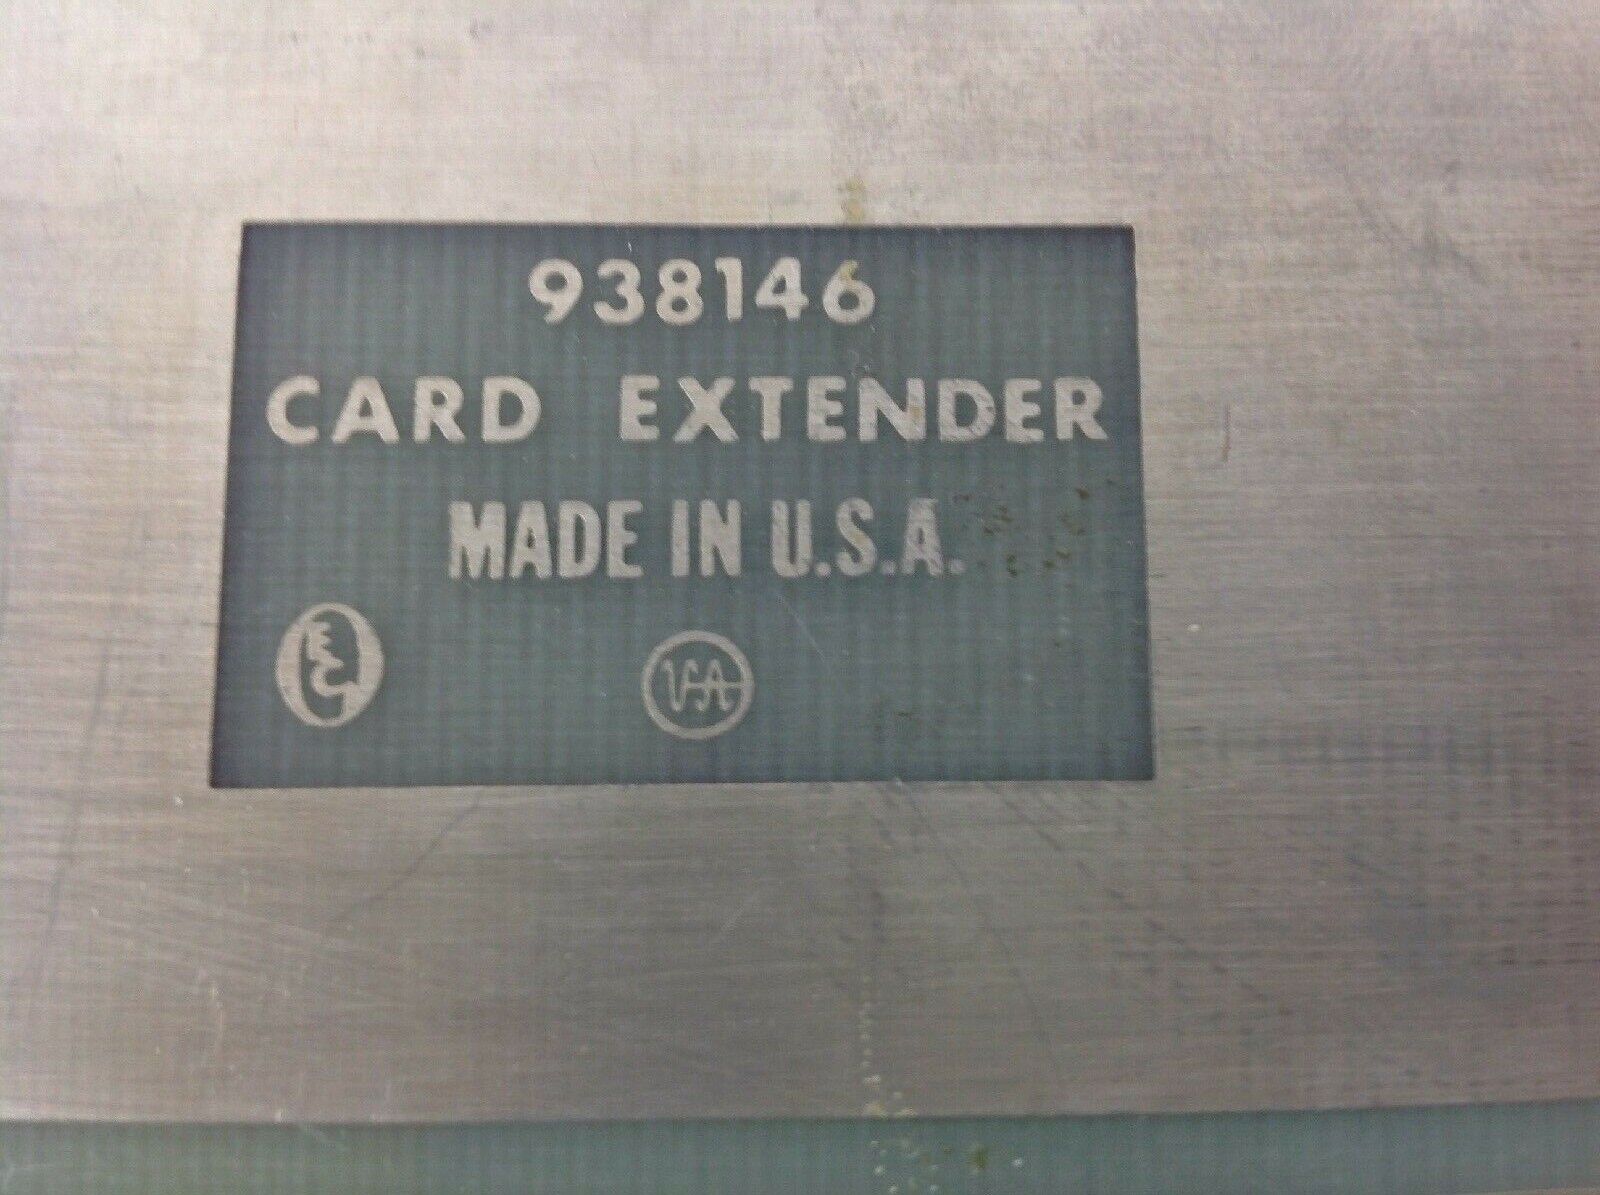 938146
CARD EXTENDER
MADE IN U.S.A.